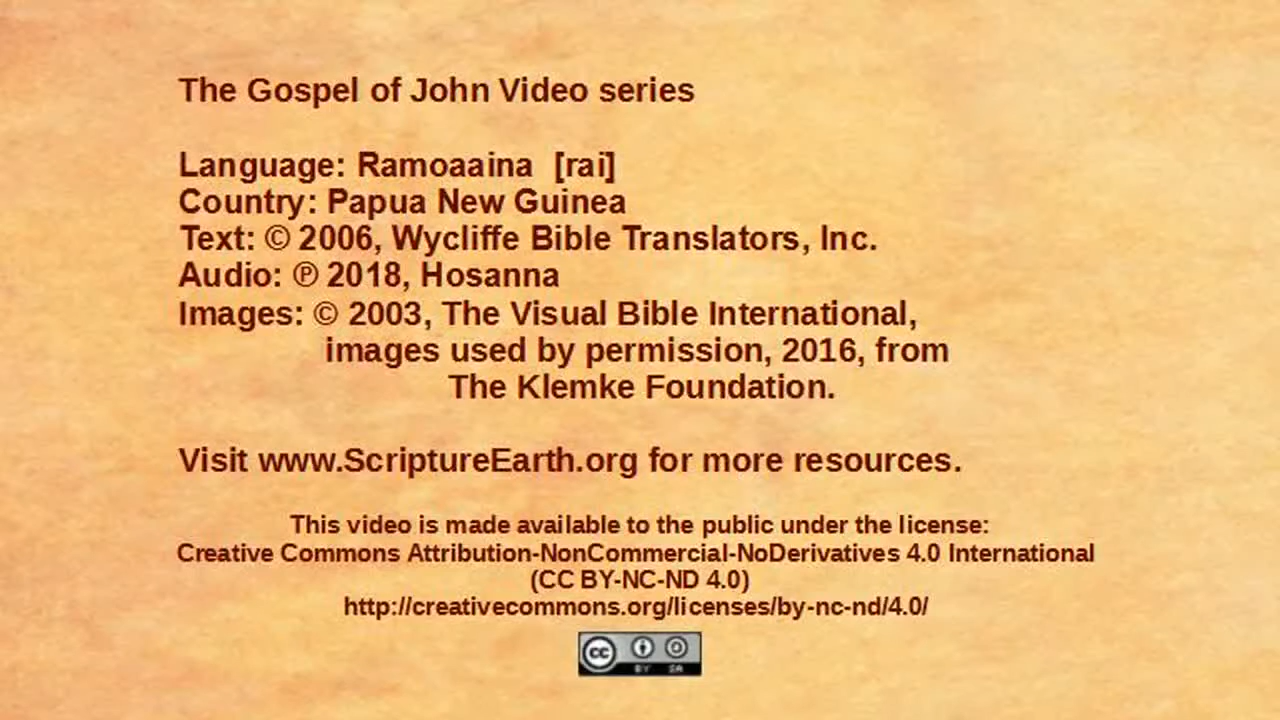 The Gospel of John Video series
Language: Ramoaaina [rai]
Country: Papua New Guinea
Text: © 2006, Wycliffe Bible Translators, Inc.
Audio: ℗ 2018, Hosanna
Images: © 2003, The Visual Bible International,
images used by permission, 2016, from
The Klemke Foundation.
Visit www.ScriptureEarth.org for more resources.
This video is made available to the public under the license:
Creative Commons Attribution-NonCommercial-NoDerivatives 4.0 International
(CC BY-NC-ND 4.0)
http://creativecommons.org/licenses/by-nc-nd/4.0/
cc BY SA